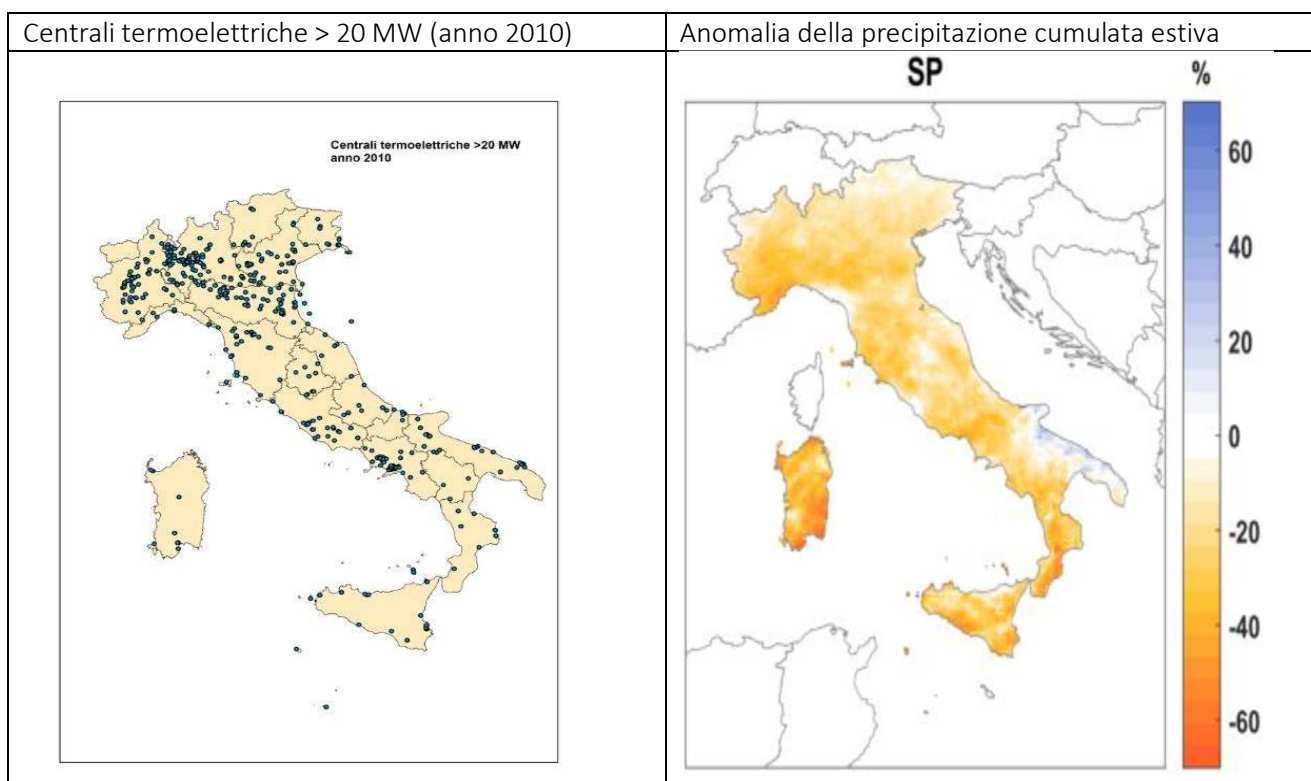 Centrali termoelettriche > 20 MW (anno 2010)
Anomalia della precipitazione cumulata estiva
Centrali termoelettriche >20 MW
anno 2010
SP
%
60
40
20
0
-20
-40
-60